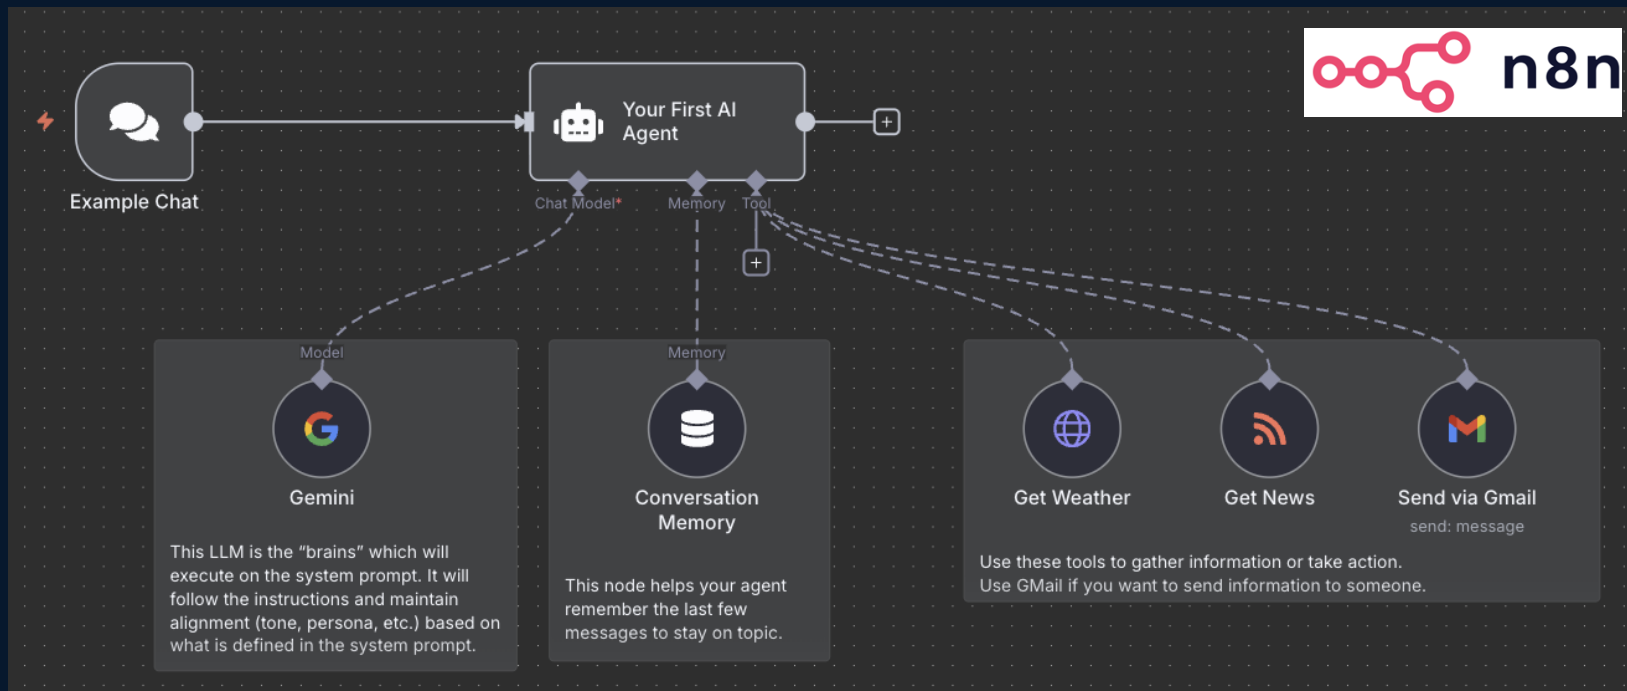 n8n
Your First AI
Agent
Example Chat
Chat Model*
Memory
Tool
Model
Gemini
This LLM is the “brains” which will
execute on the system prompt. It will
follow the instructions and maintain
alignment (tone, persona, etc.) based on
what is defined in the system prompt.
Memory
Conversation
Memory
This node helps your agent
remember the last few
messages to stay on topic.
Get Weather
Get News
Send via Gmail
send: message
Use these tools to gather information or take action.
Use GMail if you want to send information to someone.